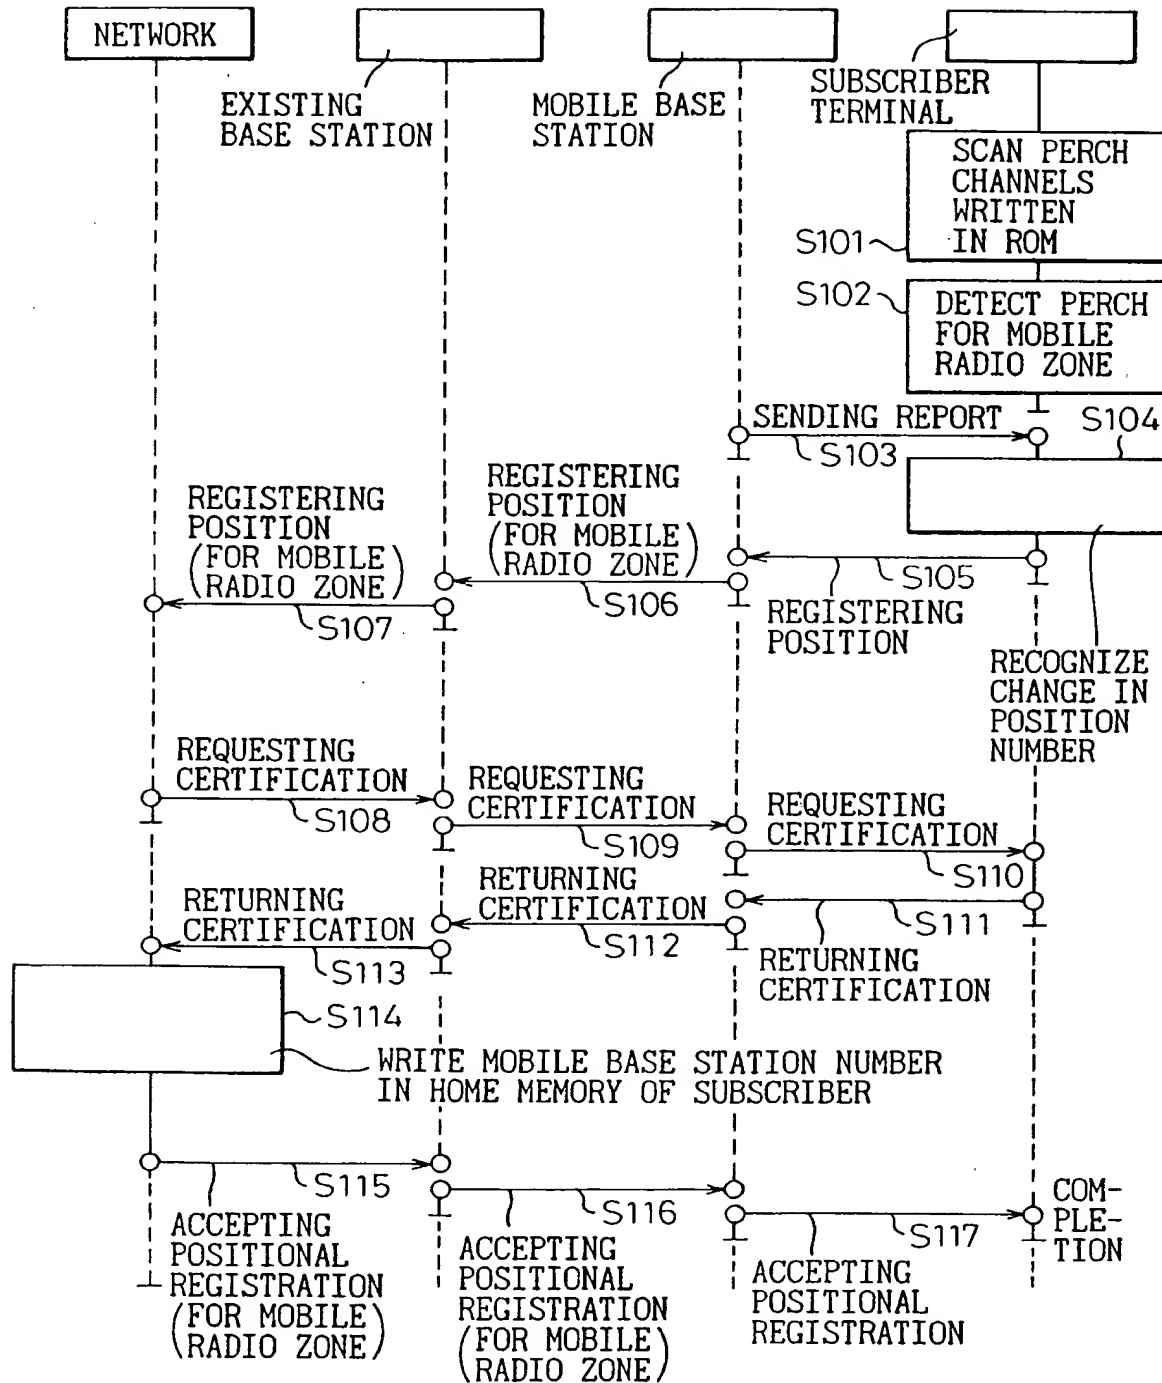 NETWORK
EXISTING
BASE STATION
MOBILE BASE
STATION
SUBSCRIBER
TERMINAL
SCAN PERCH
CHANNELS
WRITTEN
IN ROM
S101
S102
DETECT PERCH
FOR MOBILE
RADIO ZONE
SENDING REPORT
S103
S104
REGISTERING
POSITION
(FOR MOBILE)
(RADIO ZONE)
S107
REGISTERING
POSITION
(FOR MOBILE)
(RADIO ZONE)
S106
S105
REGISTERING
POSITION
RECOGNIZE
CHANGE IN
POSITION
NUMBER
REQUESTING
CERTIFICATION
S108
REQUESTING
CERTIFICATION
S109
REQUESTING
CERTIFICATION
S110
RETURNING
CERTIFICATION
S113
RETURNING
CERTIFICATION
S112
S111
RETURNING
CERTIFICATION
S114
WRITE MOBILE BASE STATION NUMBER
IN HOME MEMORY OF SUBSCRIBER
S115
ACCEPTING
POSITIONAL
REGISTRATION
(FOR MOBILE)
(RADIO ZONE)
S116
ACCEPTING
POSITIONAL
REGISTRATION
(FOR MOBILE)
(RADIO ZONE)
S117
ACCEPTING
POSITIONAL
REGISTRATION
COM-
PLE-
TION